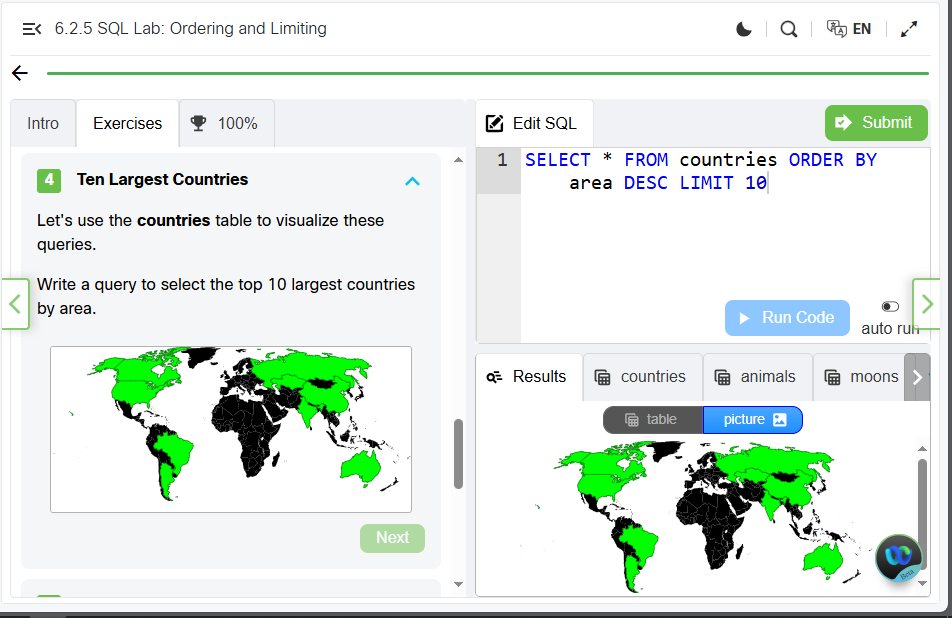 6.2.5 SQL Lab: Ordering and Limiting
EN
Intro
Exercises
100%
4 Ten Largest Countries
Let's use the countries table to visualize these
queries.
Write a query to select the top 10 largest countries
by area.
Next
Edit SQL
Submit
1 SELECT * FROM countries ORDER BY
area DESC LIMIT 10
Run Code
auto run
Results
countries
animals
moons
table
picture
Beta